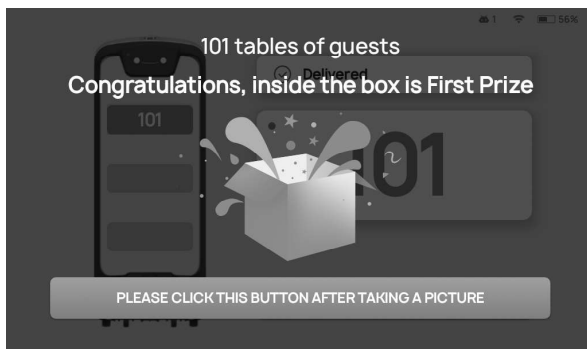 1
56%
101 tables of guests
Delivered
Congratulations, inside the box is First Prize
101
101
PLEASE CLICK THIS BUTTON AFTER TAKING A PICTURE